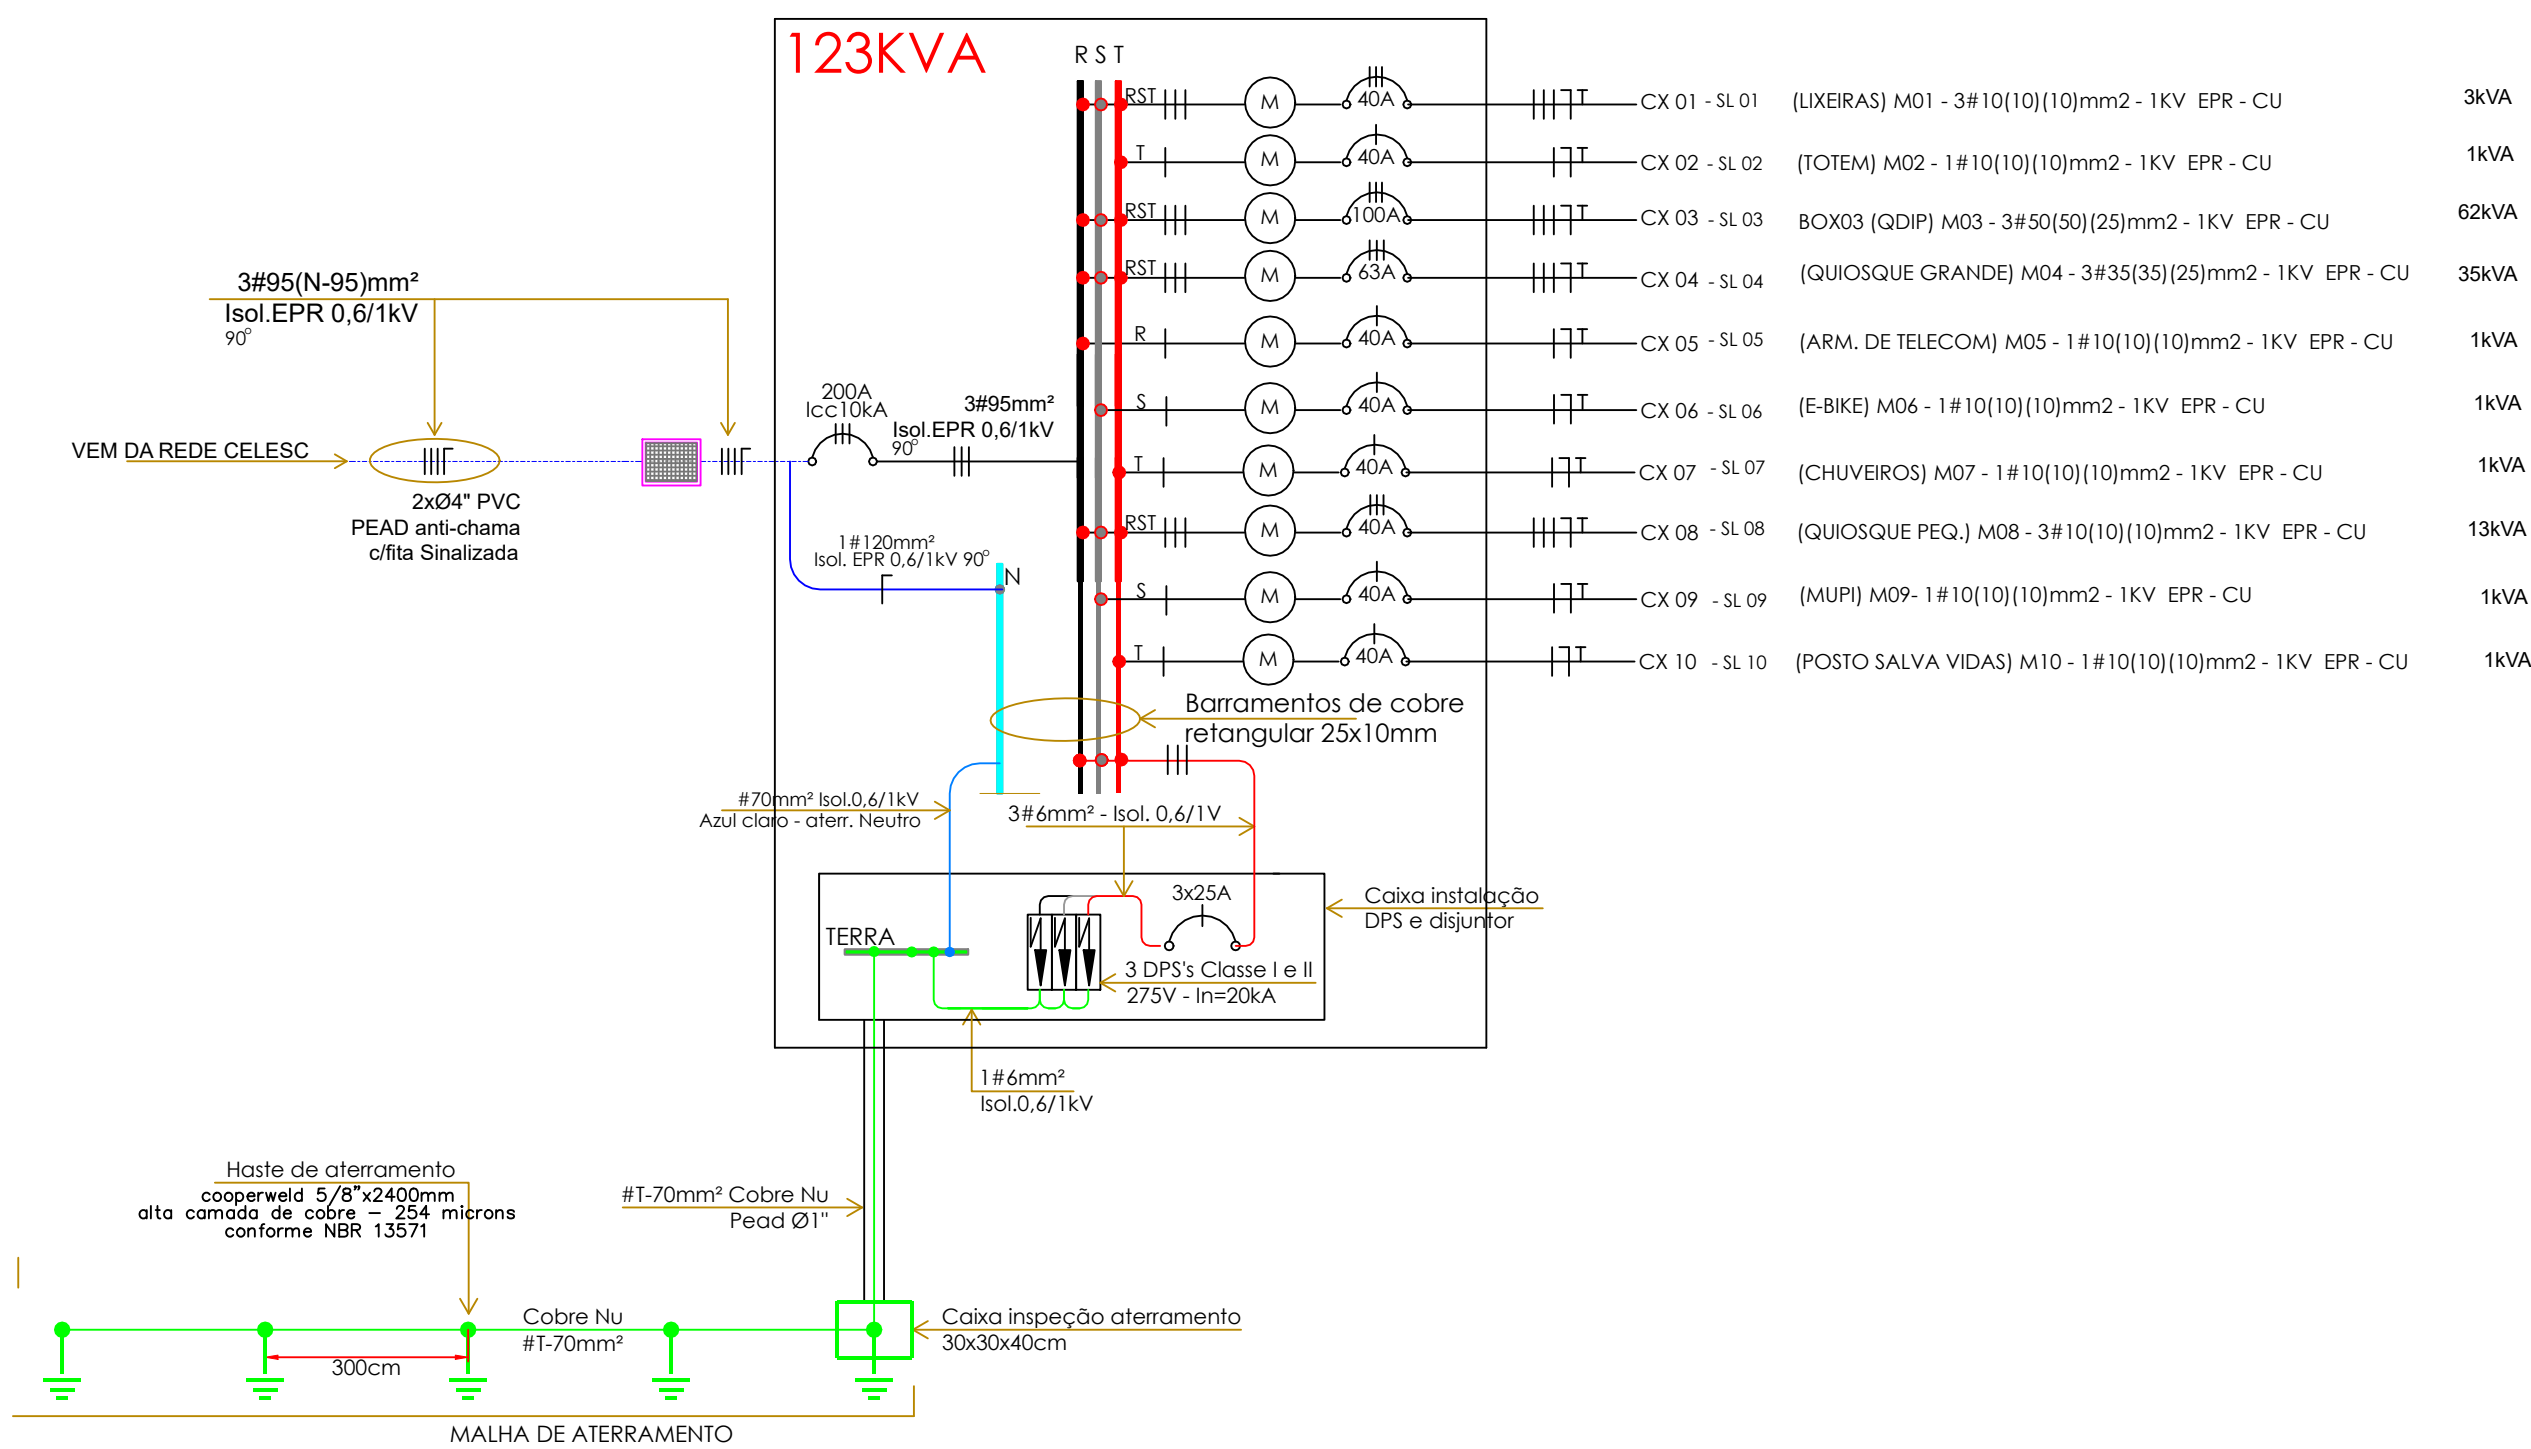 123KVA
R S T
RST
M
40A
T
CX 01 - SL 01
(LIXEIRAS) M01 - 3#10(10)(10)mm2 - 1KV EPR - CU
3kVA
T
M
40A
T
CX 02 - SL 02
(TOTEM) M02 - 1#10(10)(10)mm2 - 1KV EPR - CU
1kVA
RST
M
100A
T
CX 03 - SL 03
BOX03 (QDIP) M03 - 3#50(50)(25)mm2 - 1KV EPR - CU
62kVA
RST
M
63A
T
CX 04 - SL 04
(QUIOSQUE GRANDE) M04 - 3#35(35)(25)mm2 - 1KV EPR - CU
35kVA
R
M
40A
T
CX 05 - SL 05
(ARM. DE TELECOM) M05 - 1#10(10)(10)mm2 - 1KV EPR - CU
1kVA
S
M
40A
T
CX 06 - SL 06
(E-BIKE) M06 - 1#10(10)(10)mm2 - 1KV EPR - CU
1kVA
T
M
40A
T
CX 07 - SL 07
(CHUVEIROS) M07 - 1#10(10)(10)mm2 - 1KV EPR - CU
1kVA
RST
M
40A
T
CX 08 - SL 08
(QUIOSQUE PEQ.) M08 - 3#10(10)(10)mm2 - 1KV EPR - CU
13kVA
S
M
40A
T
CX 09 - SL 09
(MUPI) M09- 1#10(10)(10)mm2 - 1KV EPR - CU
1kVA
T
M
40A
T
CX 10 - SL 10
(POSTO SALVA VIDAS) M10 - 1#10(10)(10)mm2 - 1KV EPR - CU
1kVA
3#95(N-95)mm²
Isol.EPR 0,6/1kV
90°
VEM DA REDE CELESC
2xØ4" PVC
PEAD anti-chama
c/fita Sinalizada
200A
Icc10kA
3#95mm²
Isol.EPR 0,6/1kV
90°
1#120mm²
Isol. EPR 0,6/1kV 90°
N
Barramentos de cobre
retangular 25x10mm
#70mm² Isol.0,6/1kV
Azul claro - aterr. Neutro
3#6mm² - Isol. 0,6/1V
3x25A
Caixa instalação
DPS e disjuntor
TERRA
3 DPS's Classe I e II
275V - In=20kA
1#6mm²
Isol.0,6/1kV
Haste de aterramento
cooperweld 5/8"x2400mm
alta camada de cobre – 254 microns
conforme NBR 13571
#T-70mm² Cobre Nu
Pead Ø1"
Cobre Nu
#T-70mm²
300cm
Caixa inspeção aterramento
30x30x40cm
MALHA DE ATERRAMENTO